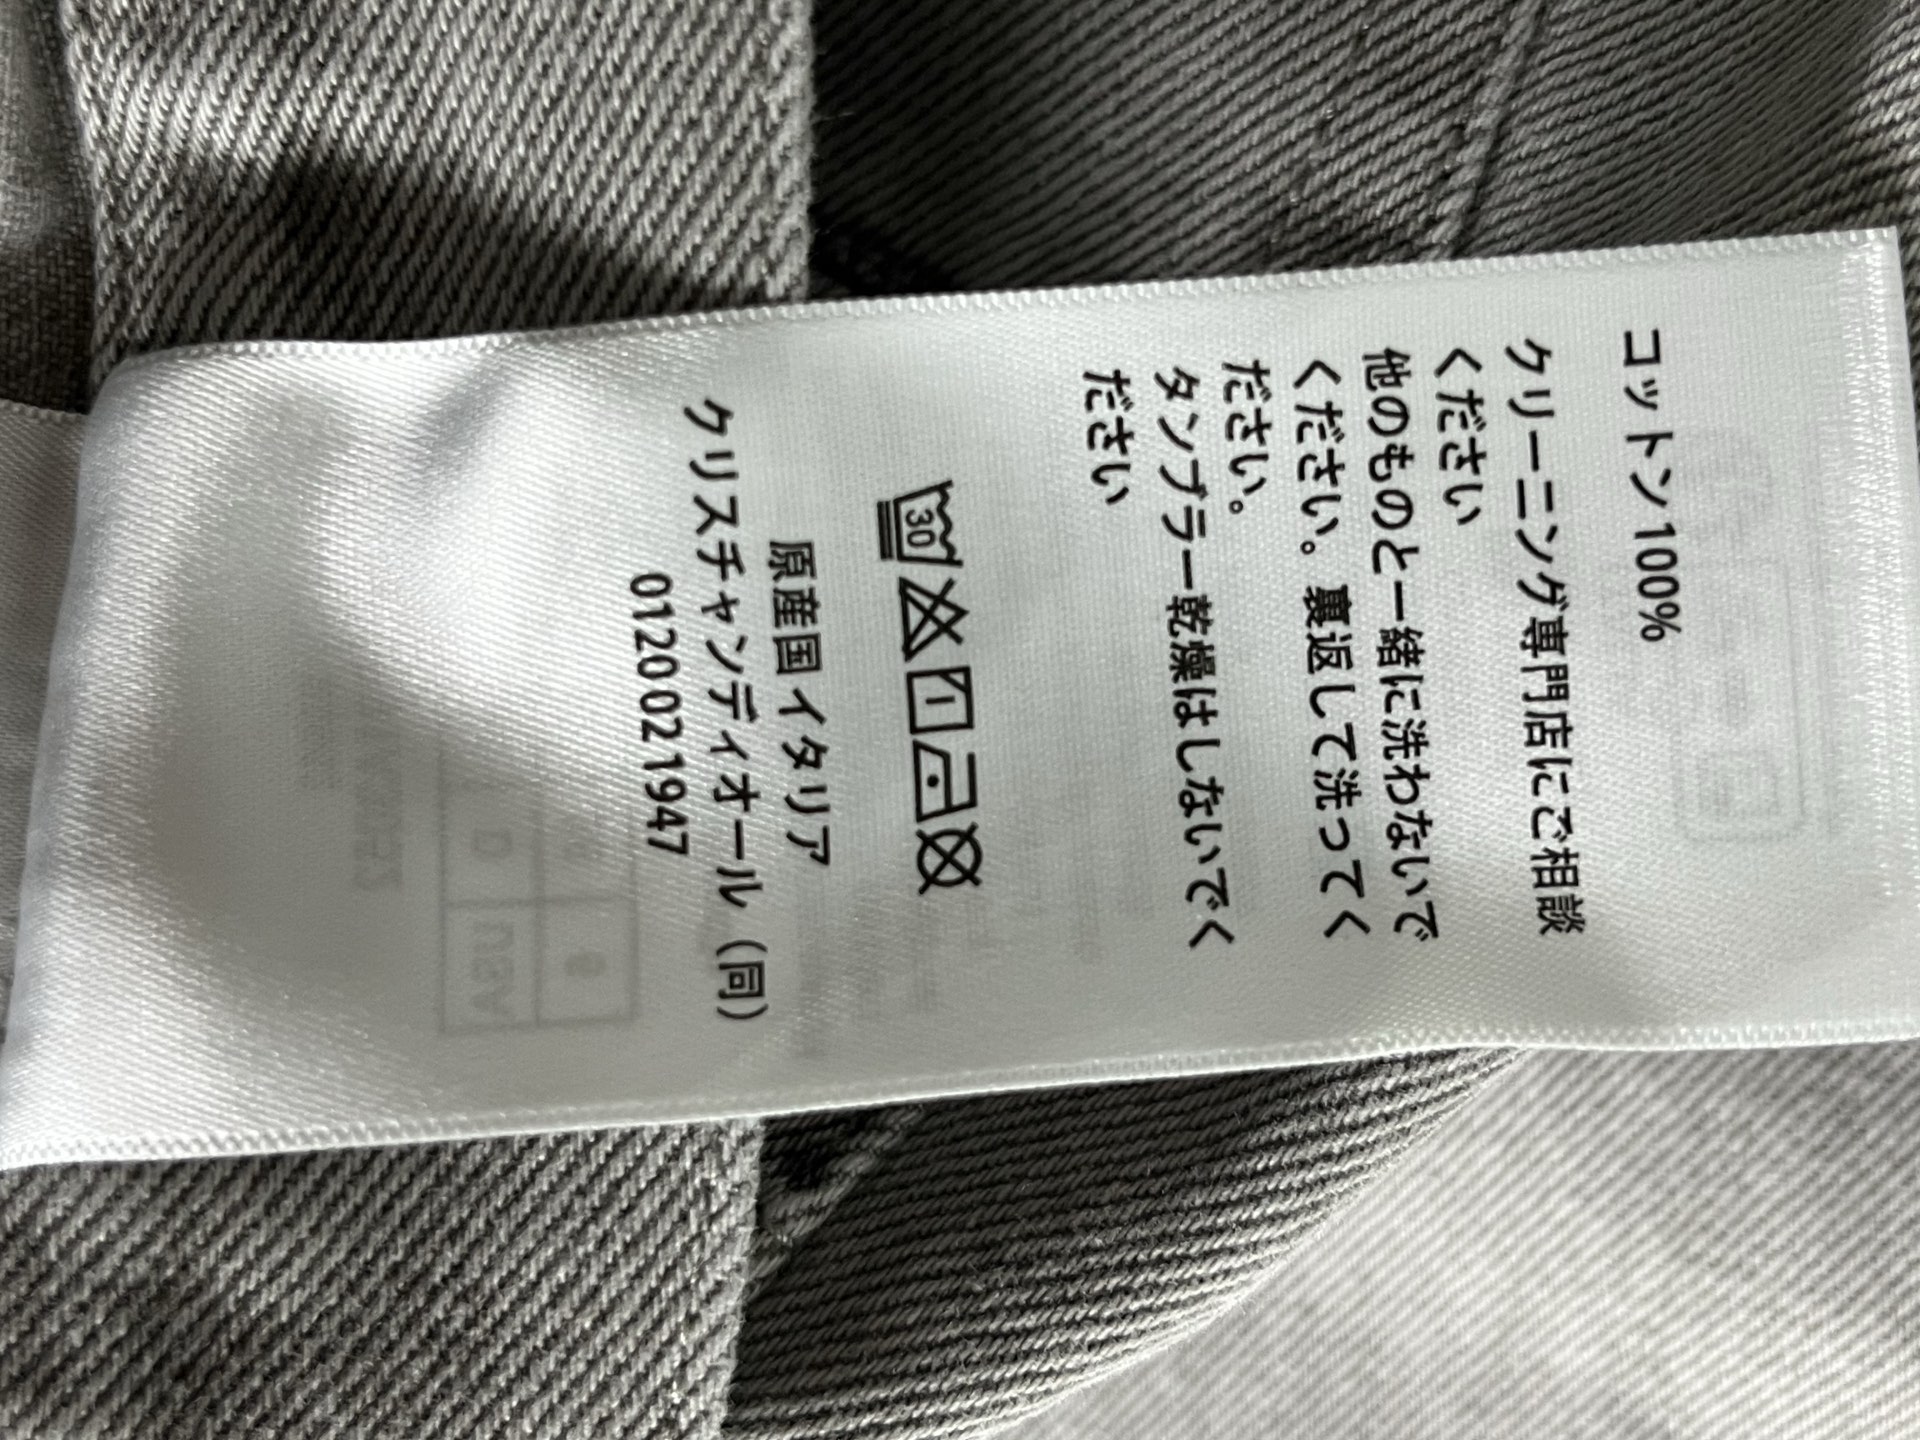 コットン100%
クリーニング専門店にご相談
ください
他のものと一緒に洗わないで
ください。裏返して洗ってく
ださい。
タンブラー乾燥はしないでく
ださい
30
原産国 イタリア
クリスチャンディオール (同)
0120021947